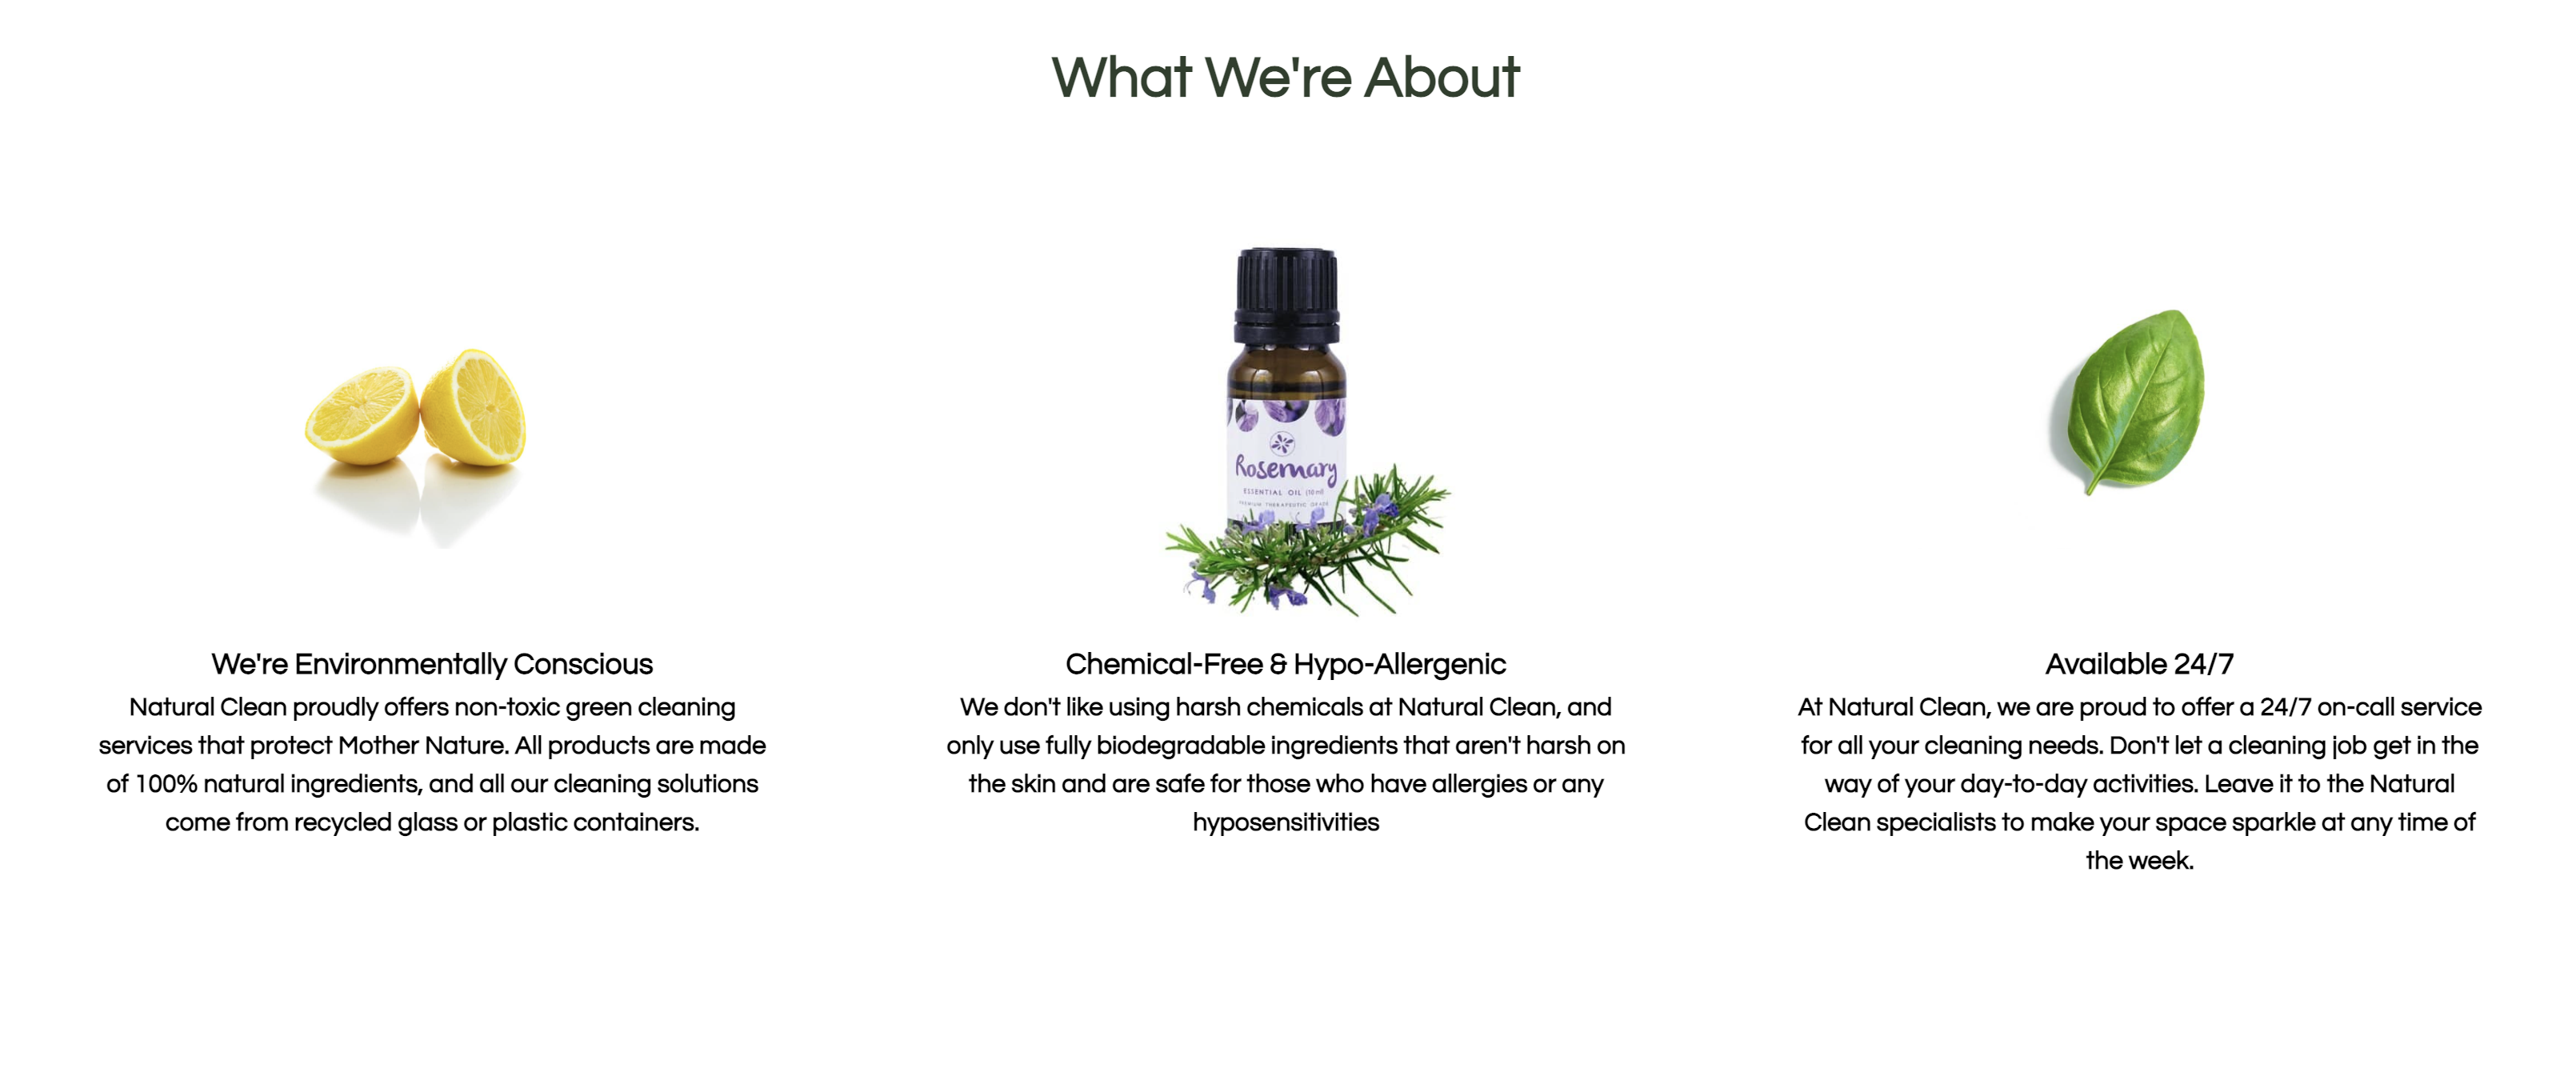 What We're About
Rosemary
ESSENTIAL OIL (10 ml)
PREMIUM THERAPEUTIC GRADE
We're Environmentally Conscious
Natural Clean proudly offers non-toxic green cleaning
services that protect Mother Nature. All products are made
of 100% natural ingredients, and all our cleaning solutions
come from recycled glass or plastic containers.
Chemical-Free & Hypo-Allergenic
We don't like using harsh chemicals at Natural Clean, and
only use fully biodegradable ingredients that aren't harsh on
the skin and are safe for those who have allergies or any
hyposensitivities
Available 24/7
At Natural Clean, we are proud to offer a 24/7 on-call service
for all your cleaning needs. Don't let a cleaning job get in the
way of your day-to-day activities. Leave it to the Natural
Clean specialists to make your space sparkle at any time of
the week.